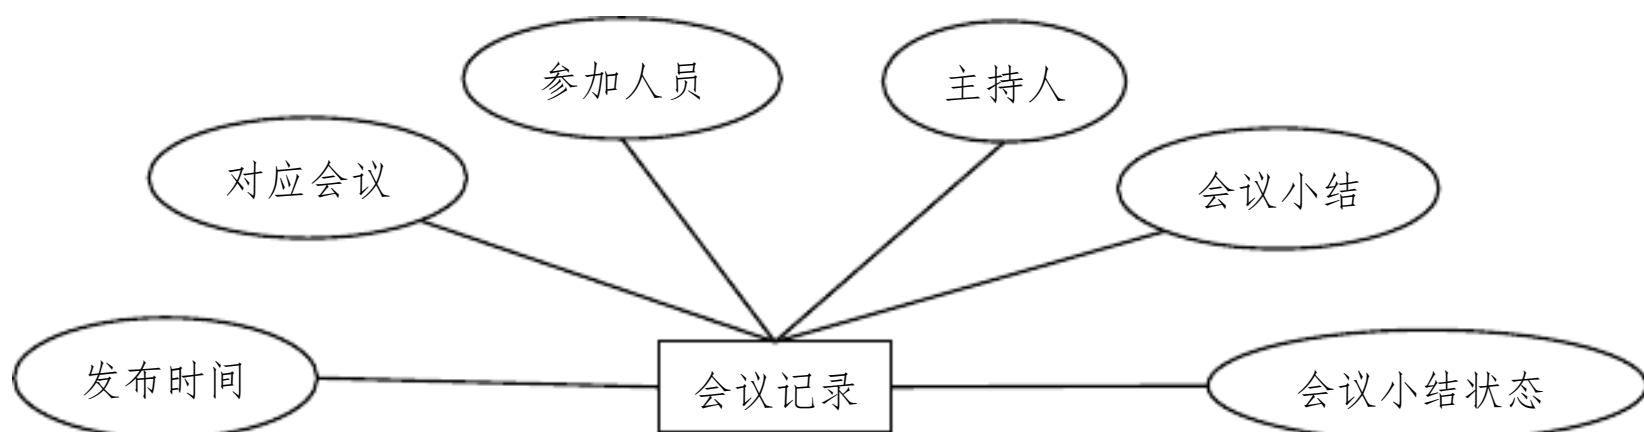 参加人员
主持人
对应会议
会议小结
发布时间
会议记录
会议小结状态